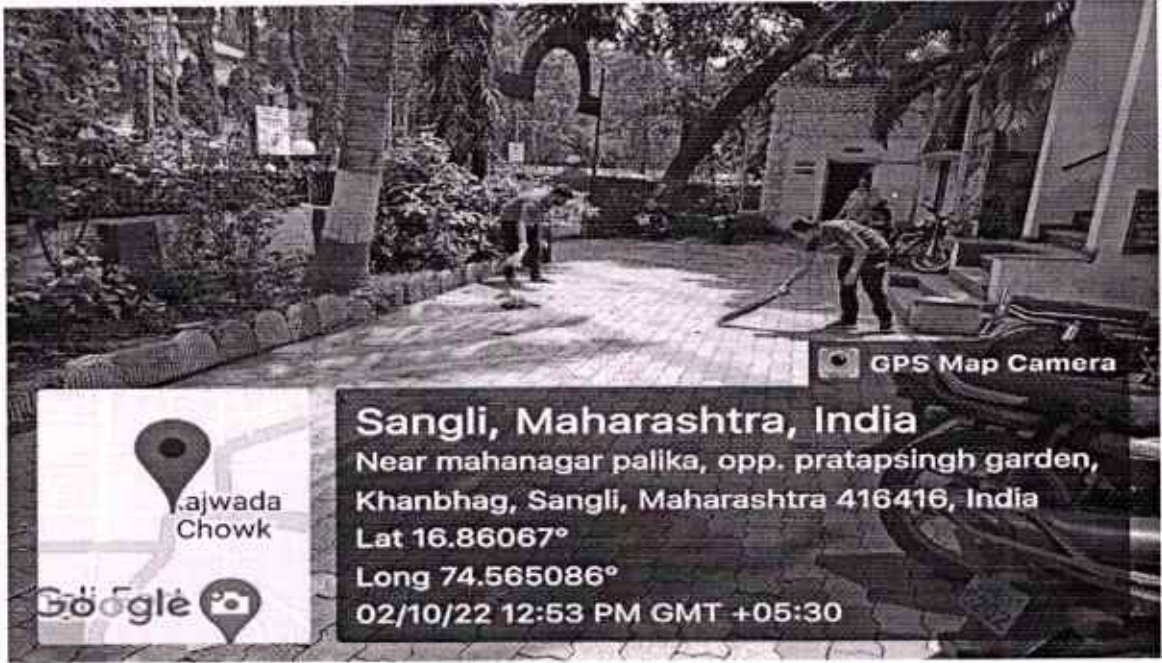 GPS Map Camera
Sangli, Maharashtra, India
Near mahanagar palika, opp. pratapsingh garden,
Khanbhag, Sangli, Maharashtra 416416, India
Lat 16.86067°
Long 74.565086°
02/10/22 12:53 PM GMT +05:30
ajwada
Chowk
Google